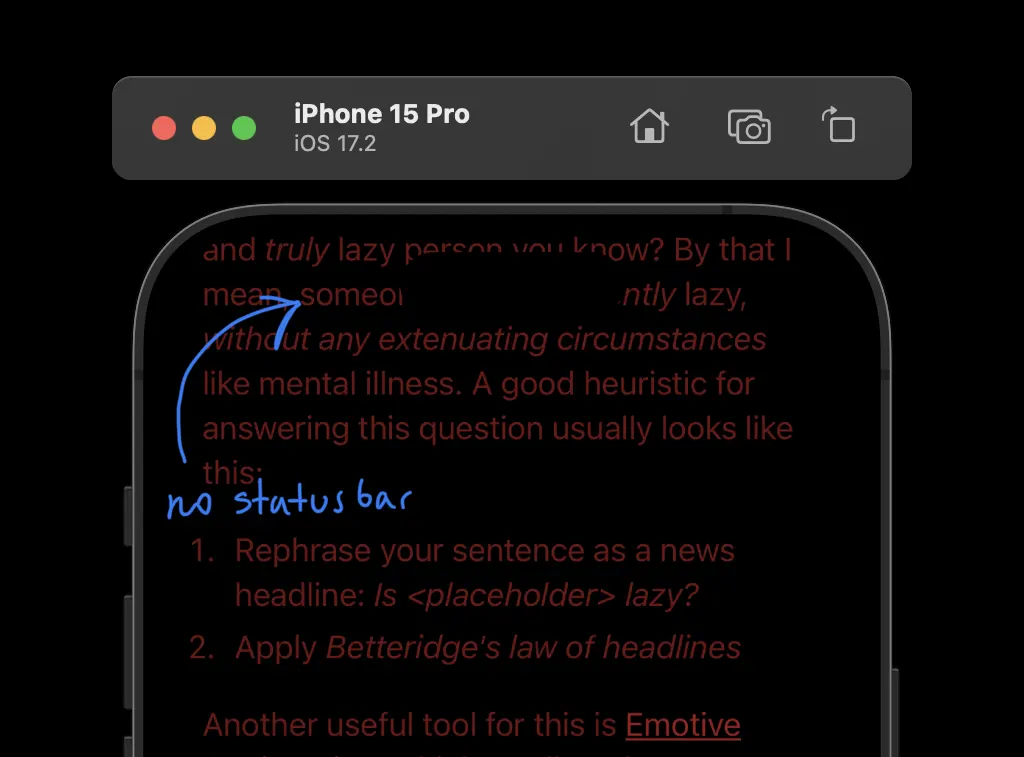 iPhone 15 Pro
iOS 17.2
and truly lazy person you know? By that I
mean, someon ntly lazy,
without any extenuating circumstances
like mental illness. A good heuristic for
answering this question usually looks like
this:
no status bar
1. Rephrase your sentence as a news
headline: Is <placeholder> lazy?
2. Apply Betteridge's law of headlines
Another useful tool for this is Emotive